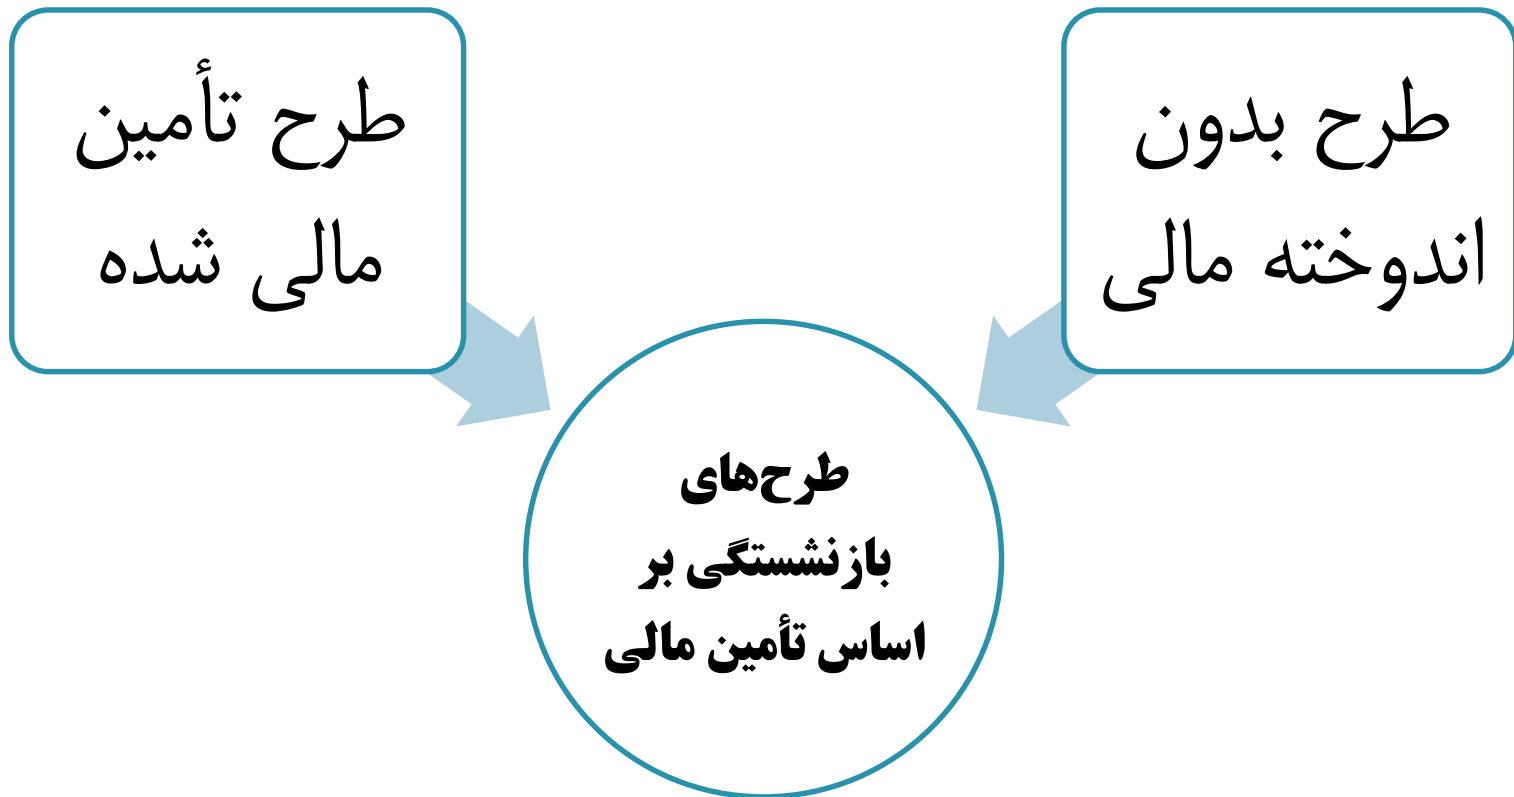 طرح بدون
اندوخته مالی
طرح تأمین
مالی شده
طرح‌های
بازنشستگی بر
اساس تأمین مالی